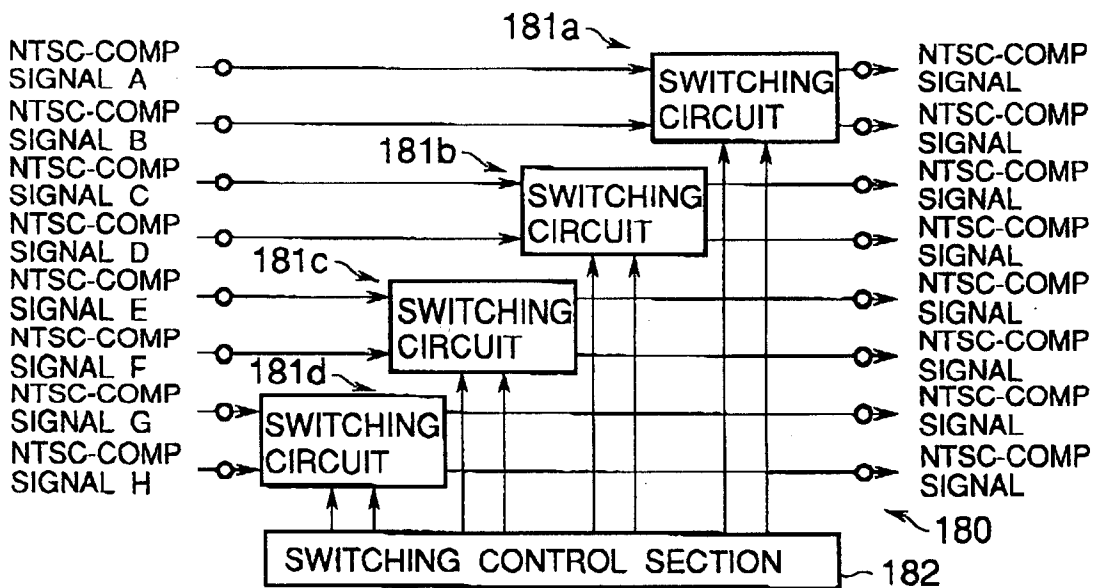 181a
NTSC-COMP
SIGNAL A
NTSC-COMP
SIGNAL B
NTSC-COMP
SIGNAL C
NTSC-COMP
SIGNAL D
NTSC-COMP
SIGNAL E
NTSC-COMP
SIGNAL F
NTSC-COMP
SIGNAL G
NTSC-COMP
SIGNAL H
SWITCHING
CIRCUIT
181b
SWITCHING
CIRCUIT
181c
SWITCHING
CIRCUIT
181d
SWITCHING
CIRCUIT
NTSC-COMP
SIGNAL
NTSC-COMP
SIGNAL
NTSC-COMP
SIGNAL
NTSC-COMP
SIGNAL
NTSC-COMP
SIGNAL
NTSC-COMP
SIGNAL
NTSC-COMP
SIGNAL
NTSC-COMP
SIGNAL
180
SWITCHING CONTROL SECTION
182